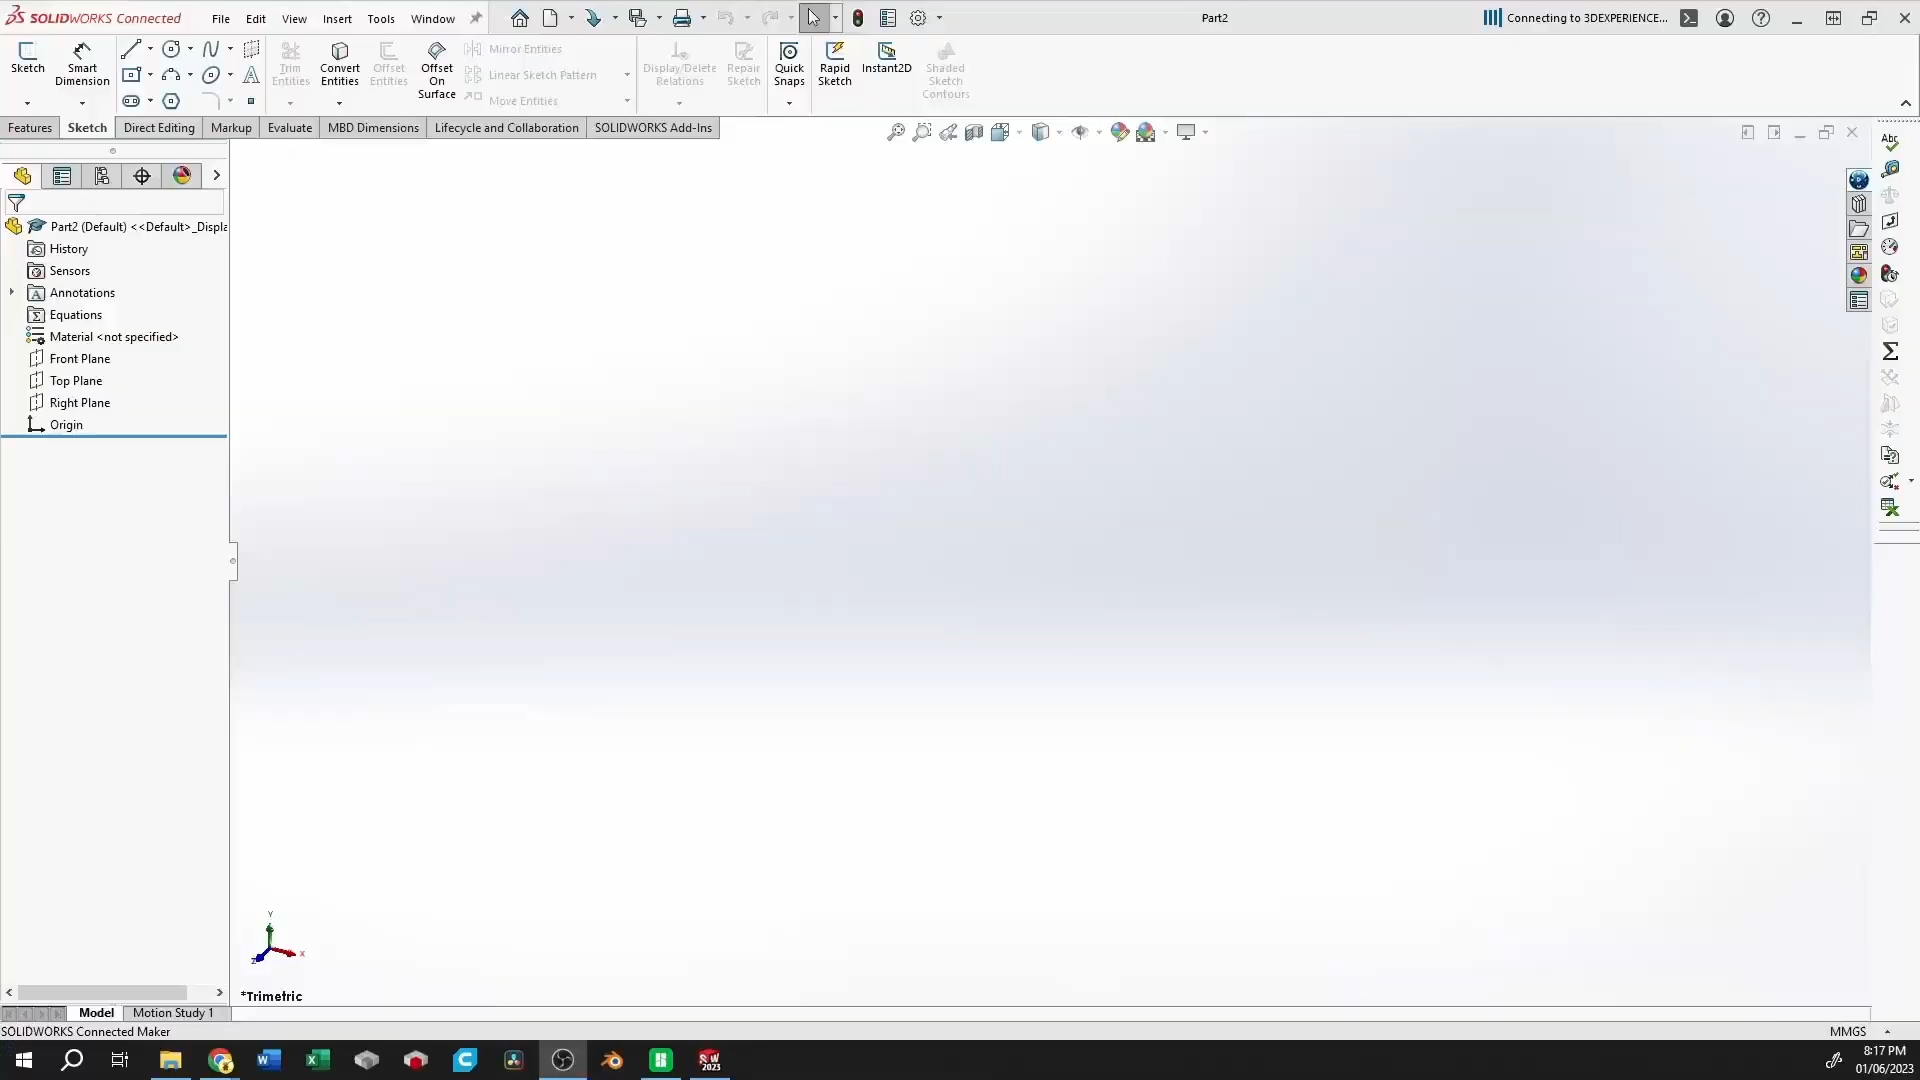 SOLIDWORKS Connected
File Edit View Insert Tools Window
Part2
Connecting to 3DEXPERIENCE...
Sketch
Smart Dimension
Trim Entities
Convert Entities
Offset Entities
Offset On Surface
Mirror Entities
Linear Sketch Pattern
Move Entities
Display/Delete Relations
Repair Sketch
Quick Snaps
Rapid Sketch
Instant2D
Shaded Sketch Contours
Features Sketch Direct Editing Markup Evaluate MBD Dimensions Lifecycle and Collaboration SOLIDWORKS Add-Ins
Abc
Part2 (Default) <<Default>_Displa
History
Sensors
Annotations
Equations
Material <not specified>
Front Plane
Top Plane
Right Plane
Origin
Y
X
Z
*Trimetric
Model Motion Study 1
SOLIDWORKS Connected Maker
MMGS
8:17 PM
01/06/2023